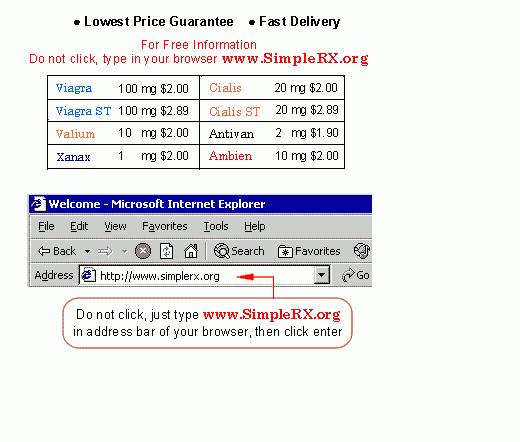 ● Lowest Price Guarantee ● Fast Delivery
For Free Information
Do not click, type in your browser www.SimpleRX.org
Viagra 100 mg $2.00 Cialis 20 mg $2.00
Viagra ST 100 mg $2.89 Cialis ST 20 mg $2.89
Valium 10 mg $2.00 Antivan 2 mg $1.90
Xanax 1 mg $2.00 Ambien 10 mg $2.00
Welcome - Microsoft Internet Explorer
File Edit View Favorites Tools Help
Back Search Favorites
Address http://www.simplerx.org Go
Do not click, just type www.SimpleRX.org
in address bar of your browser, then click enter